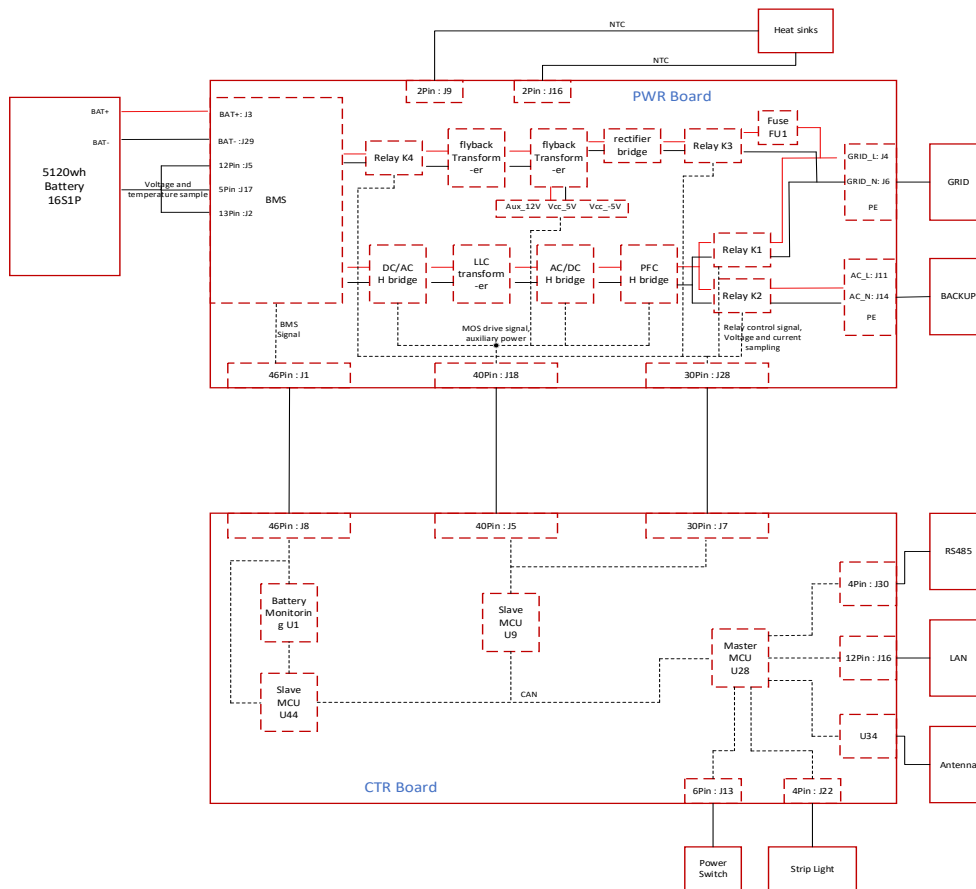 NTC
Heat sinks
NTC
2Pin : J9
2Pin : J16
PWR Board
BAT+
BAT-
5120wh
Battery
16S1P
Voltage and
temperature sample
BAT+: J3
BAT- :J29
12Pin : J5
5Pin : J17
13Pin : J2
BMS
Relay K4
flyback
Transform
-er
flyback
Transform
-er
rectifier
bridge
Relay K3
Fuse
FU1
Aux_12V
Vcc_5V
Vcc_-5V
GRID_L: J4
GRID_N: J6
PE
GRID
DC/AC
H bridge
LLC
transform
-er
AC/DC
H bridge
PFC
H bridge
Relay K1
Relay K2
AC_L: J11
AC_N: J14
PE
BACKUP
BMS
Signal
MOS drive signal,
auxiliary power
Relay control signal,
Voltage and current
sampling
46Pin : J1
40Pin : J18
30Pin : J28
46Pin : J8
40Pin : J5
30Pin : J7
Battery
Monitorin
g U1
Slave
MCU
U44
Slave
MCU
U9
CAN
Master
MCU
U28
4Pin : J30
RS485
12Pin : J16
LAN
U34
Antenna
CTR Board
6Pin : J13
4Pin : J22
Power
Switch
Strip Light